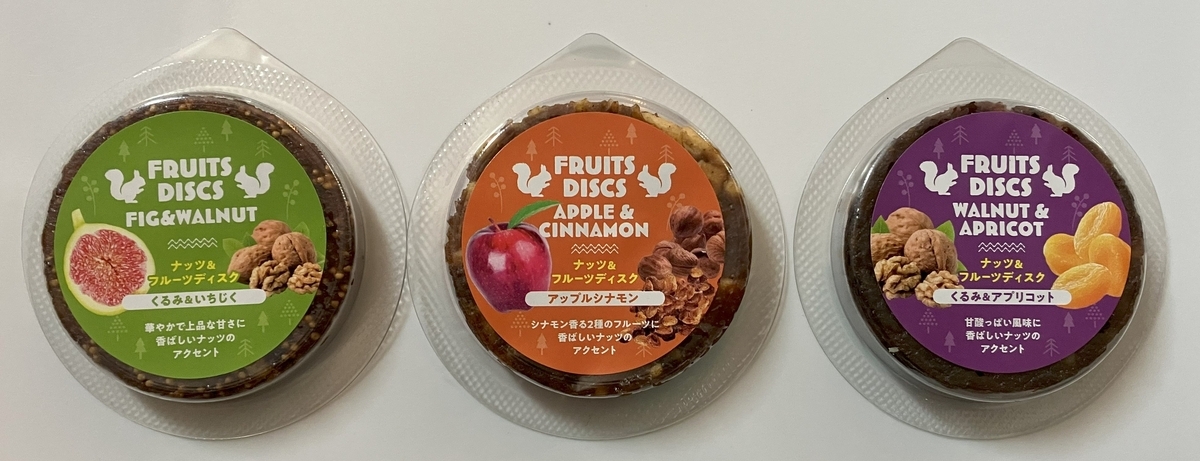 FRUITS
DISCS
FIG&WALNUT
ナッツ&
フルーツディスク
くるみ&いちじく
華やかで上品な甘さに
香ばしいナッツの
アクセント
FRUITS
DISCS
APPLE &
CINNAMON
ナッツ&
フルーツディスク
アップルシナモン
シナモン香る2種のフルーツに
香ばしいナッツの
アクセント
FRUITS
DISCS
WALNUT &
APRICOT
ナッツ&
フルーツディスク
くるみ&アプリコット
甘酸っぱい風味に
香ばしいナッツの
アクセント